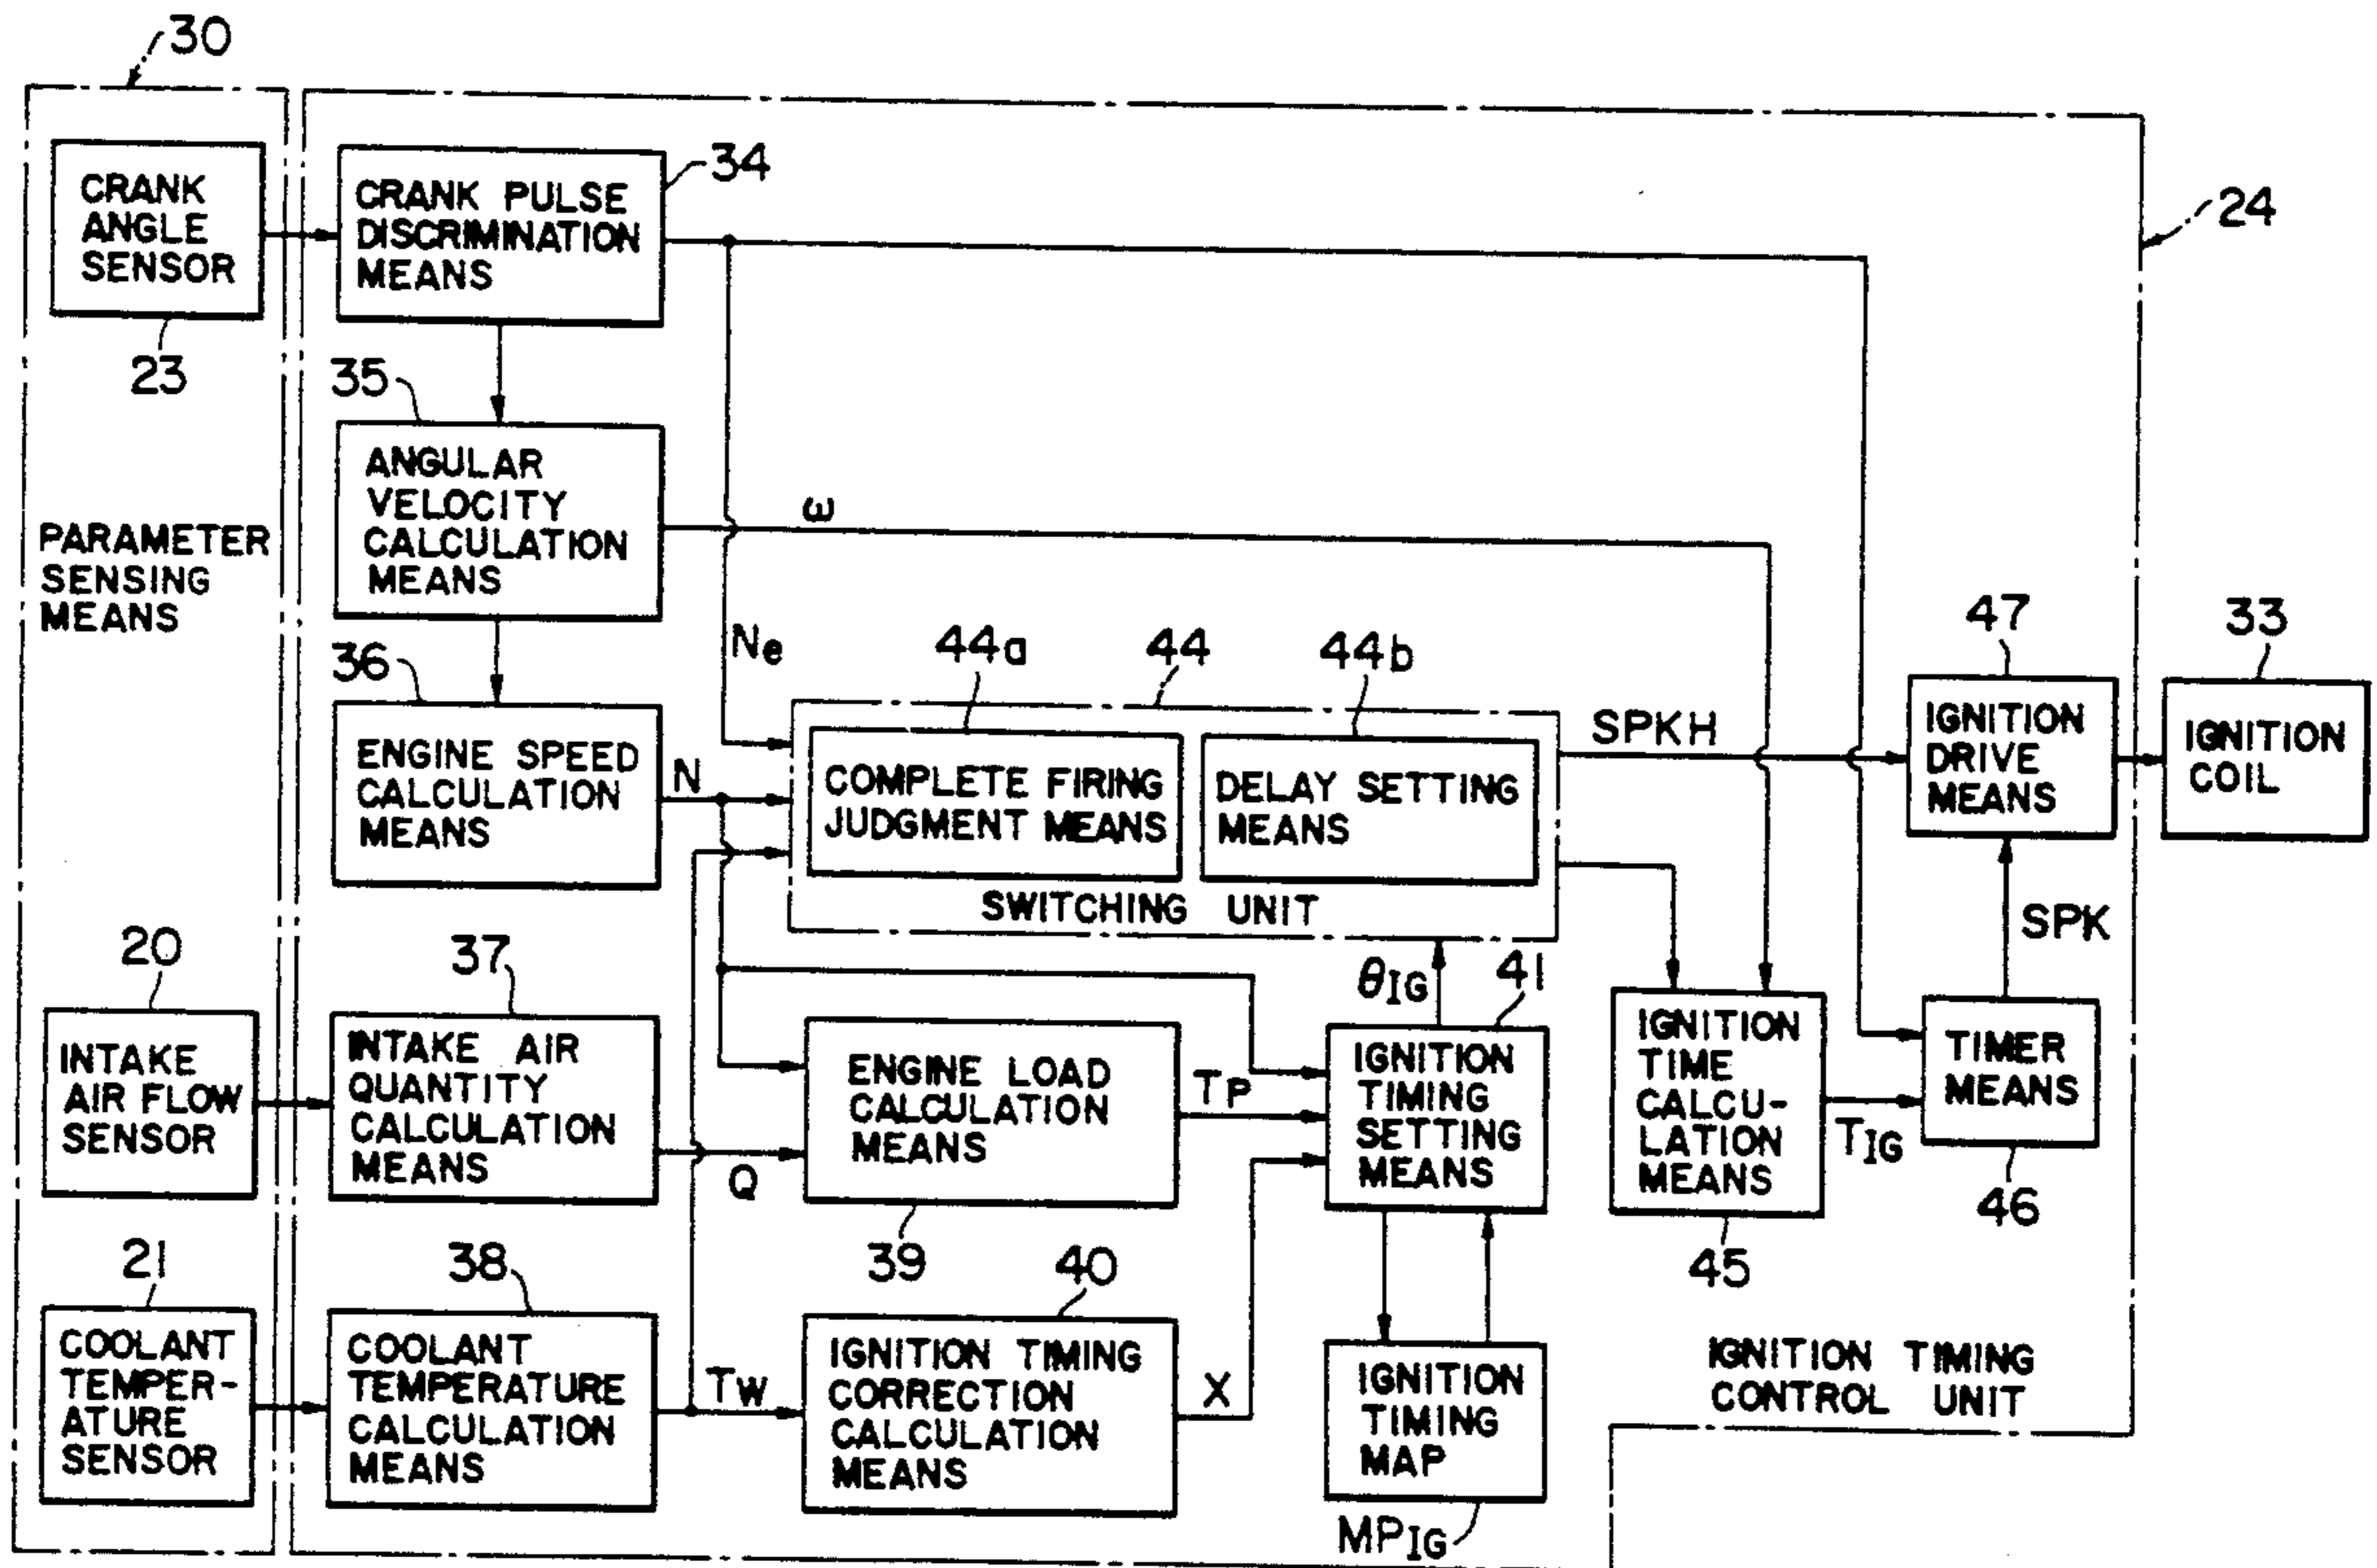 30
24
CRANK
ANGLE
SENSOR
23
34
CRANK PULSE
DISCRIMINATION
MEANS
35
ANGULAR
VELOCITY
CALCULATION
MEANS
ω
PARAMETER
SENSING
MEANS
36
ENGINE SPEED
CALCULATION
MEANS
N
Ne
44a
44
44b
COMPLETE FIRING
JUDGMENT MEANS
DELAY SETTING
MEANS
SWITCHING UNIT
SPKH
47
IGNITION
DRIVE
MEANS
33
IGNITION
COIL
SPK
20
INTAKE
AIR FLOW
SENSOR
37
INTAKE AIR
QUANTITY
CALCULATION
MEANS
Q
ENGINE LOAD
CALCULATION
MEANS
39
TP
θIG
41
IGNITION
TIMING
SETTING
MEANS
IGNITION
TIME
CALCU-
LATION
MEANS
45
TIG
TIMER
MEANS
46
21
COOLANT
TEMPER-
ATURE
SENSOR
38
COOLANT
TEMPERATURE
CALCULATION
MEANS
TW
40
IGNITION TIMING
CORRECTION
CALCULATION
MEANS
X
IGNITION
TIMING
MAP
MPIG
IGNITION TIMING
CONTROL UNIT